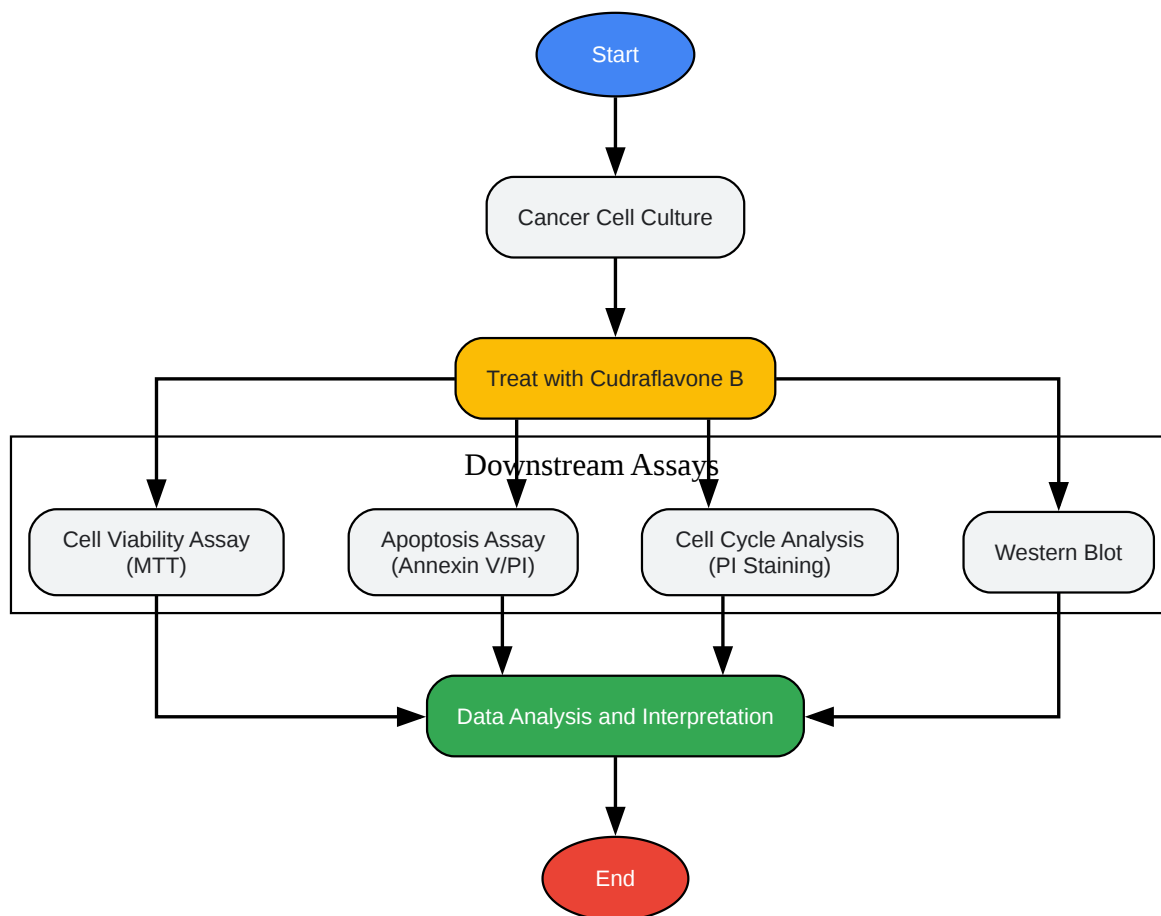 Start
Cancer Cell Culture
Treat with Cudraflavone B
Downstream Assays
Cell Viability Assay
(MTT)
Apoptosis Assay
(Annexin V/PI)
Cell Cycle Analysis
(PI Staining)
Western Blot
Data Analysis and Interpretation
End